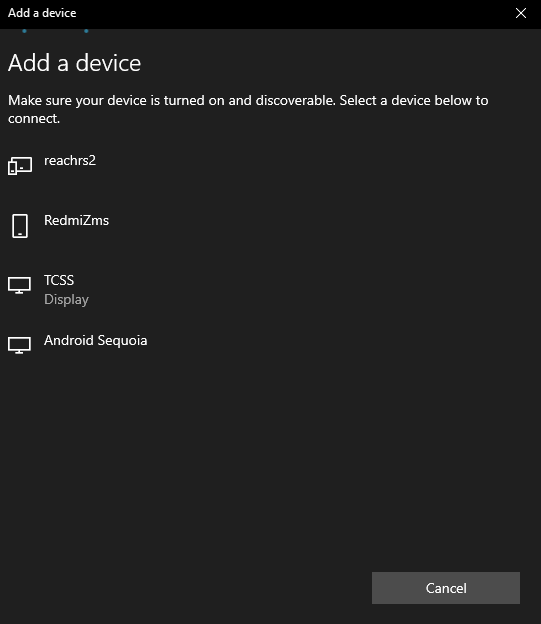 Add a device
Add a device
Make sure your device is turned on and discoverable. Select a device below to
connect.
reachrs2
RedmiZms
TCSS
Display
Android Sequoia
Cancel